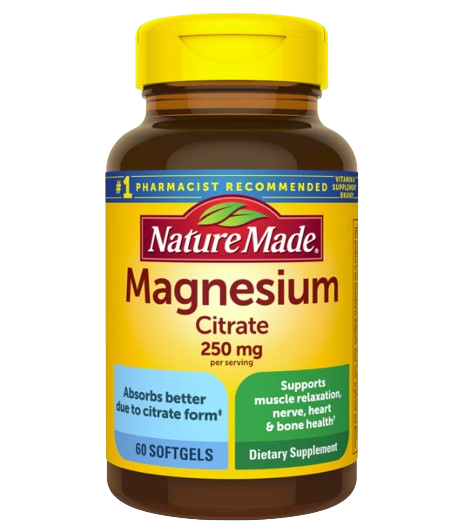 #1 PHARMACIST RECOMMENDED VITAMIN & SUPPLEMENT BRAND*
Nature Made®
Magnesium
Citrate
250 mg
per serving
Absorbs better
due to citrate form‡
60 SOFTGELS
Supports
muscle relaxation,
nerve, heart
& bone health†
Dietary Supplement